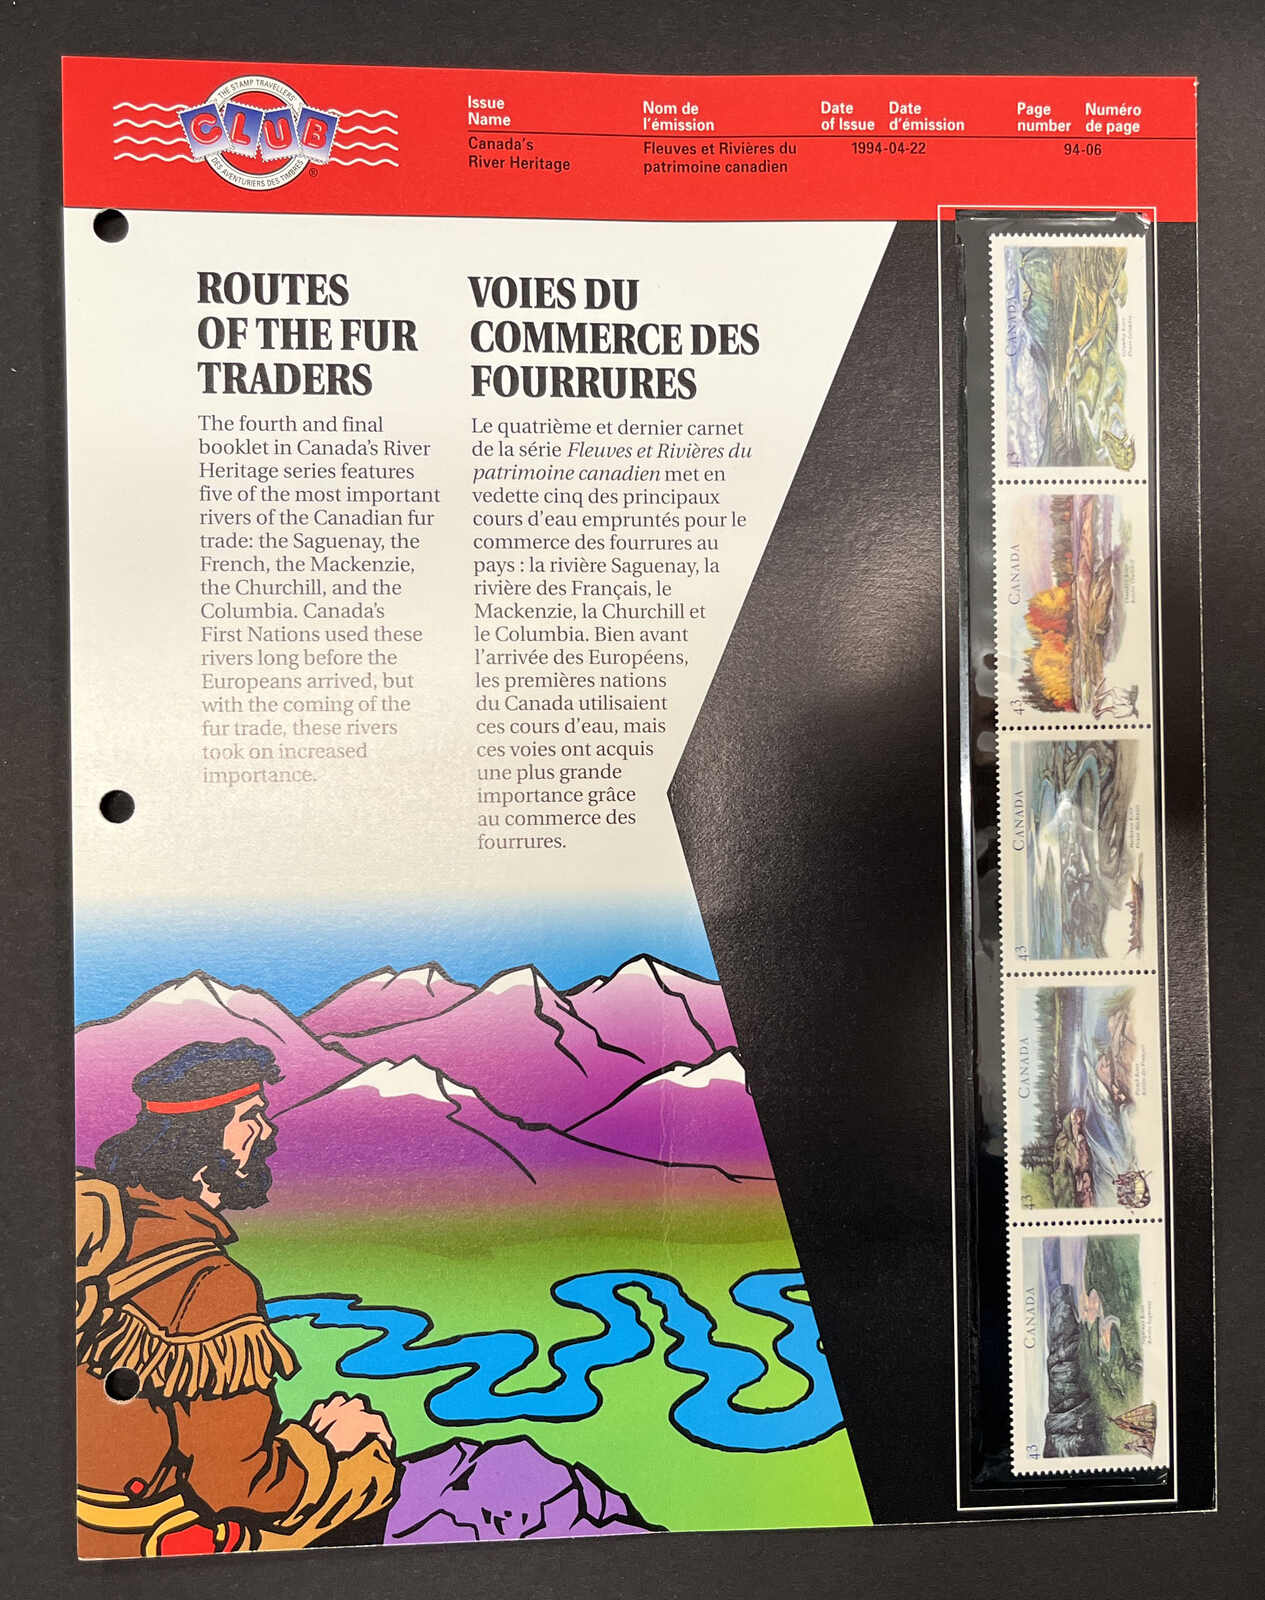 THE STAMP TRAVELLERS'
CLUB
DES AVENTURIERS DES TIMBRES
®
Issue
Name
Canada's
River Heritage
Nom de
l'émission
Fleuves et Rivières du
patrimoine canadien
Date
of Issue
Date
d'émission
1994-04-22
Page
number
Numéro
de page
94-06
ROUTES
OF THE FUR
TRADERS
The fourth and final
booklet in Canada's River
Heritage series features
five of the most important
rivers of the Canadian fur
trade: the Saguenay, the
French, the Mackenzie,
the Churchill, and the
Columbia. Canada's
First Nations used these
rivers long before the
Europeans arrived, but
with the coming of the
fur trade, these rivers
took on increased
importance.
VOIES DU
COMMERCE DES
FOURRURES
Le quatrième et dernier carnet
de la série Fleuves et Rivières du
patrimoine canadien met en
vedette cinq des principaux
cours d'eau empruntés pour le
commerce des fourrures au
pays : la rivière Saguenay, la
rivière des Français, le
Mackenzie, la Churchill et
le Columbia. Bien avant
l'arrivée des Européens,
les premières nations
du Canada utilisaient
ces cours d'eau, mais
ces voies ont acquis
une plus grande
importance grâce
au commerce des
fourrures.
CANADA
43
CANADA
43
CANADA
43
CANADA
43
CANADA
43